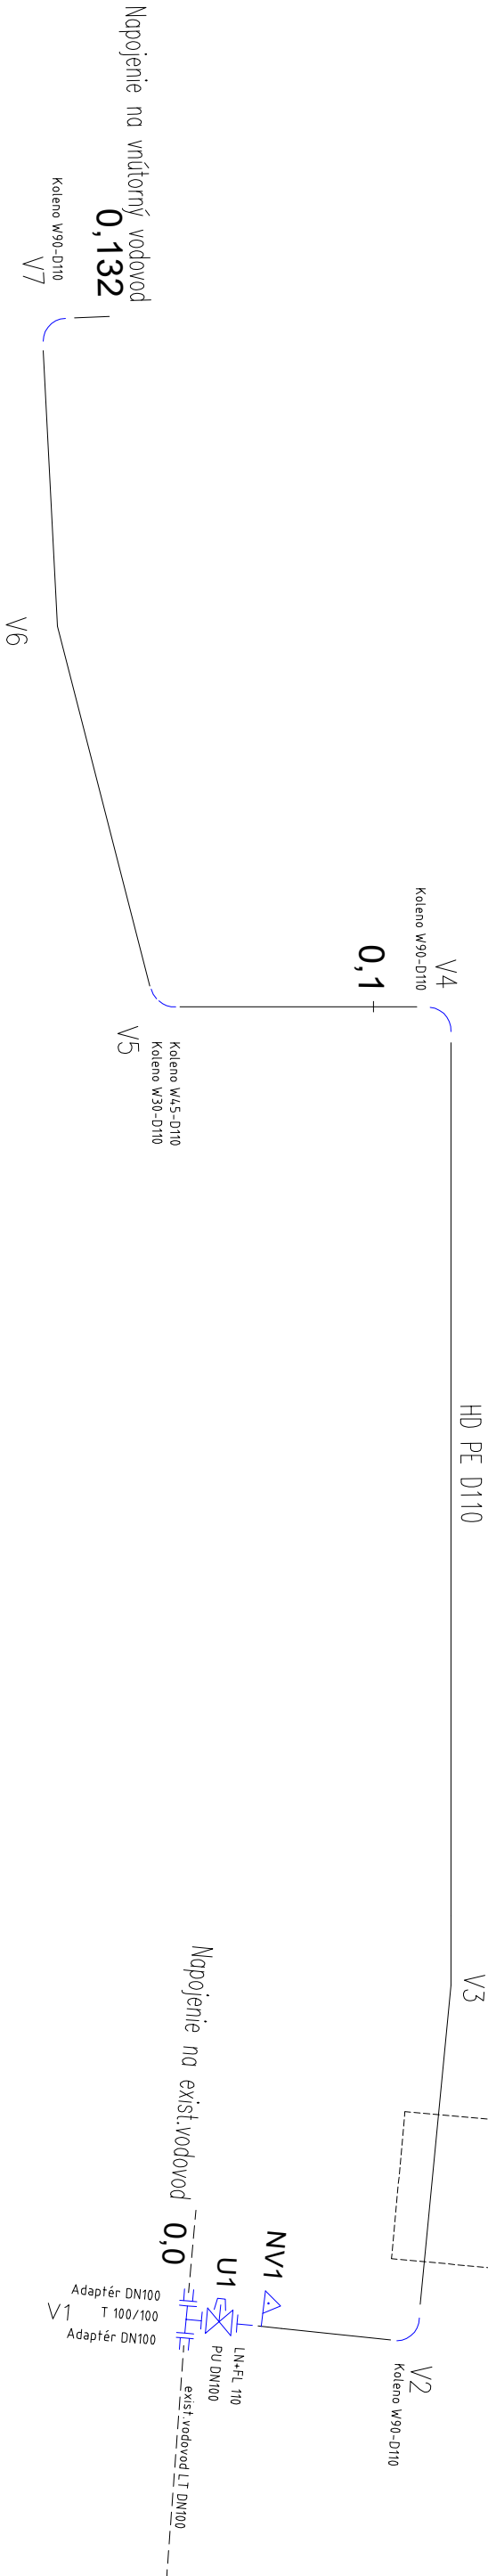 Napojenie na vnútorný vodovod
0,132
Koleno W90-D110
V7
V6
Koleno W90-D110
V4
0,1
V5
Koleno W45-D110
Koleno W30-D110
HD PE D110
V3
Napojenie na exist.vodovod
0,0
NV1
U1
LN+FL 110
PU DN100
Adaptér DN100
T 100/100
V1
Adaptér DN100
exist.vodovod LT DN100
V2
Koleno W90-D110